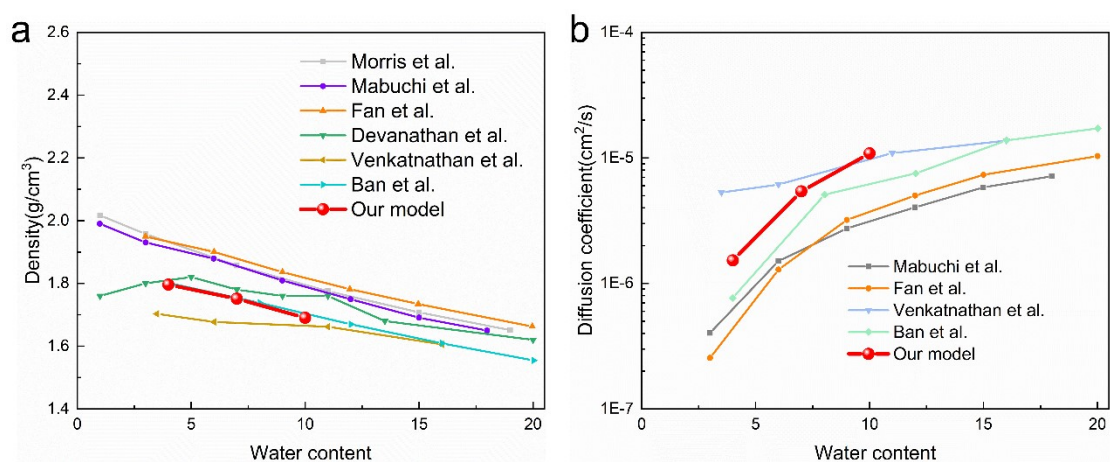 a
2.6
2.4
2.2
2.0
1.8
1.6
1.4
Density(g/cm³)
0
5
10
15
20
Water content
Morris et al.
Mabuchi et al.
Fan et al.
Devanathan et al.
Venkatnathan et al.
Ban et al.
Our model
b
1E-4
1E-5
1E-6
1E-7
Diffusion coefficient(cm²/s)
0
5
10
15
20
Water content
Mabuchi et al.
Fan et al.
Venkatnathan et al.
Ban et al.
Our model